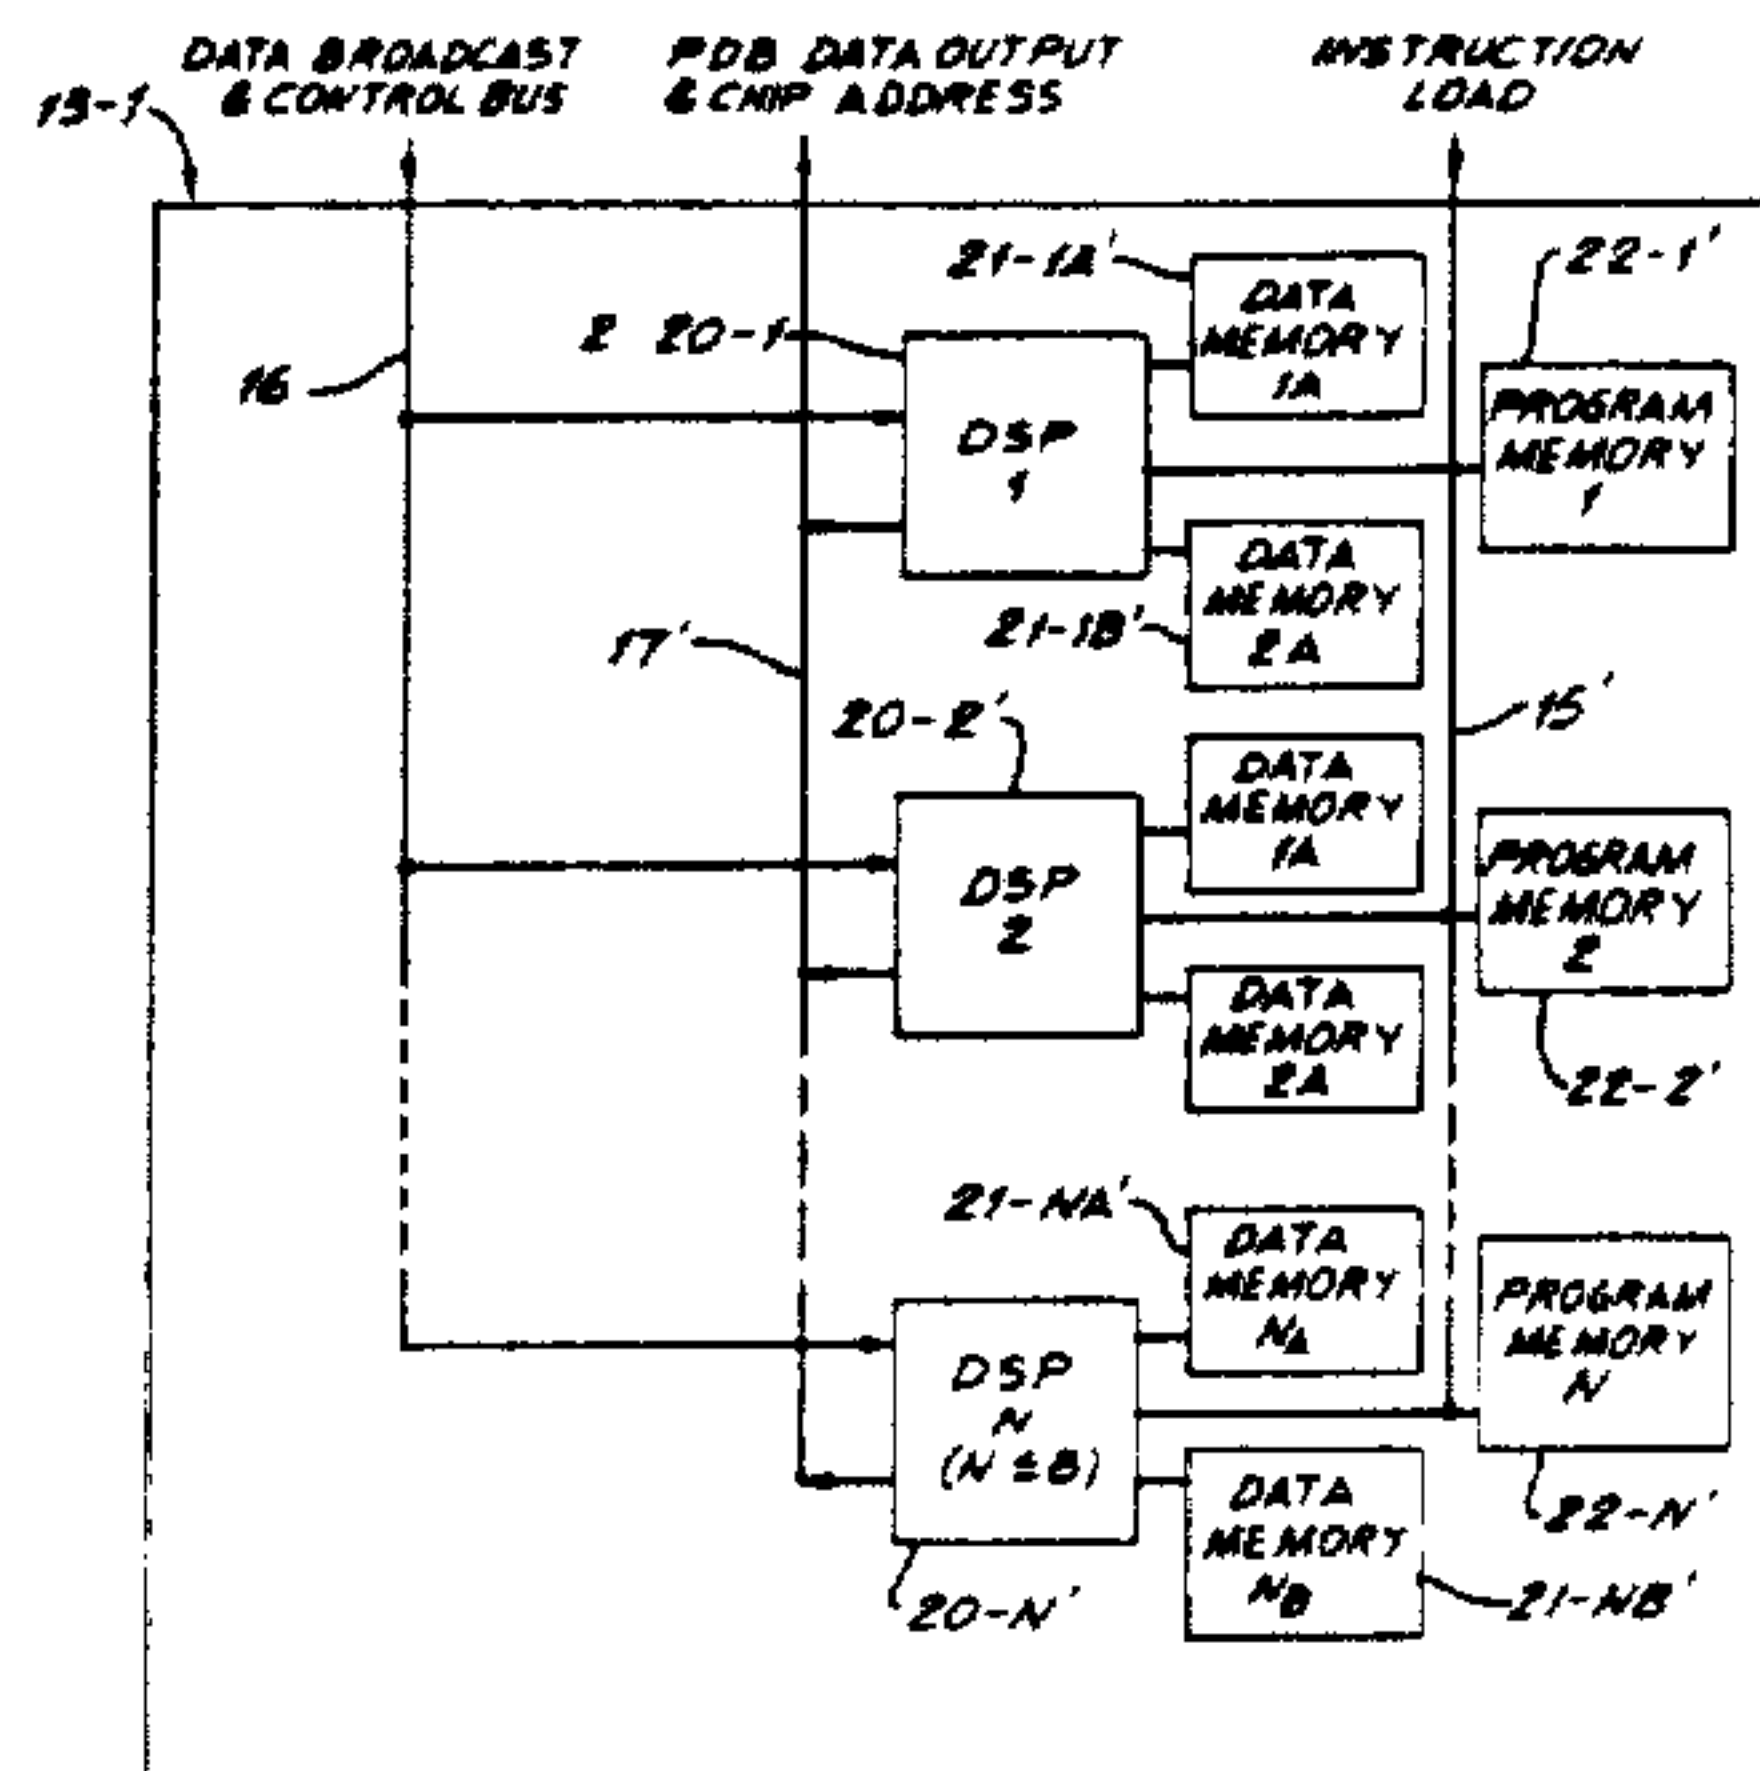 DATA BROADCAST
& CONTROL BUS
PDB DATA OUTPUT
& CHIP ADDRESS
INSTRUCTION
LOAD
13-1
21-1A'
DATA
MEMORY
1A
22-1'
2 20-1
16
DSP
1
PROGRAM
MEMORY
1
DATA
MEMORY
2A
21-1B'
17'
15'
20-2'
DATA
MEMORY
1A
DSP
2
PROGRAM
MEMORY
2
DATA
MEMORY
2A
22-2'
21-NA'
DATA
MEMORY
NA
DSP
N
(N ≤ 8)
PROGRAM
MEMORY
N
DATA
MEMORY
NB
22-N'
20-N'
21-NB'